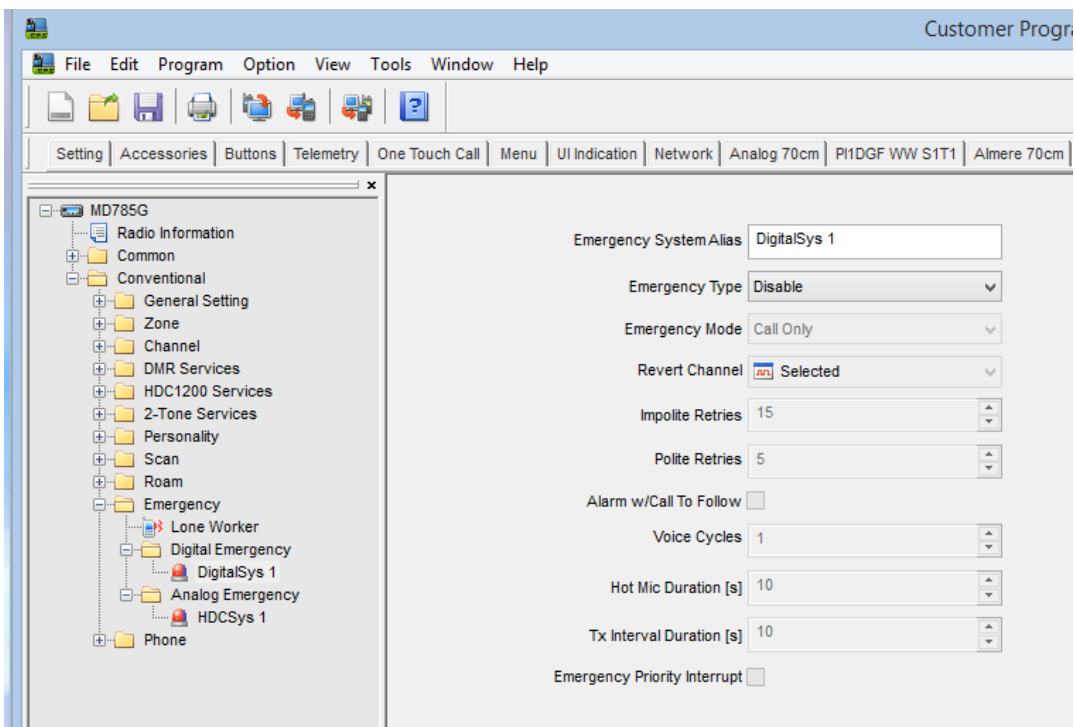 Customer Progra
File Edit Program Option View Tools Window Help
Setting Accessories Buttons Telemetry One Touch Call Menu UI Indication Network Analog 70cm PI1DGF WW S1T1 Almere 70cm
MD785G
Radio Information
Common
Conventional
General Setting
Zone
Channel
DMR Services
HDC1200 Services
2-Tone Services
Personality
Scan
Roam
Emergency
Lone Worker
Digital Emergency
DigitalSys 1
Analog Emergency
HDCSys 1
Phone
Emergency System Alias DigitalSys 1
Emergency Type Disable
Emergency Mode Call Only
Revert Channel Selected
Impolite Retries 15
Polite Retries 5
Alarm w/Call To Follow
Voice Cycles 1
Hot Mic Duration [s] 10
Tx Interval Duration [s] 10
Emergency Priority Interrupt